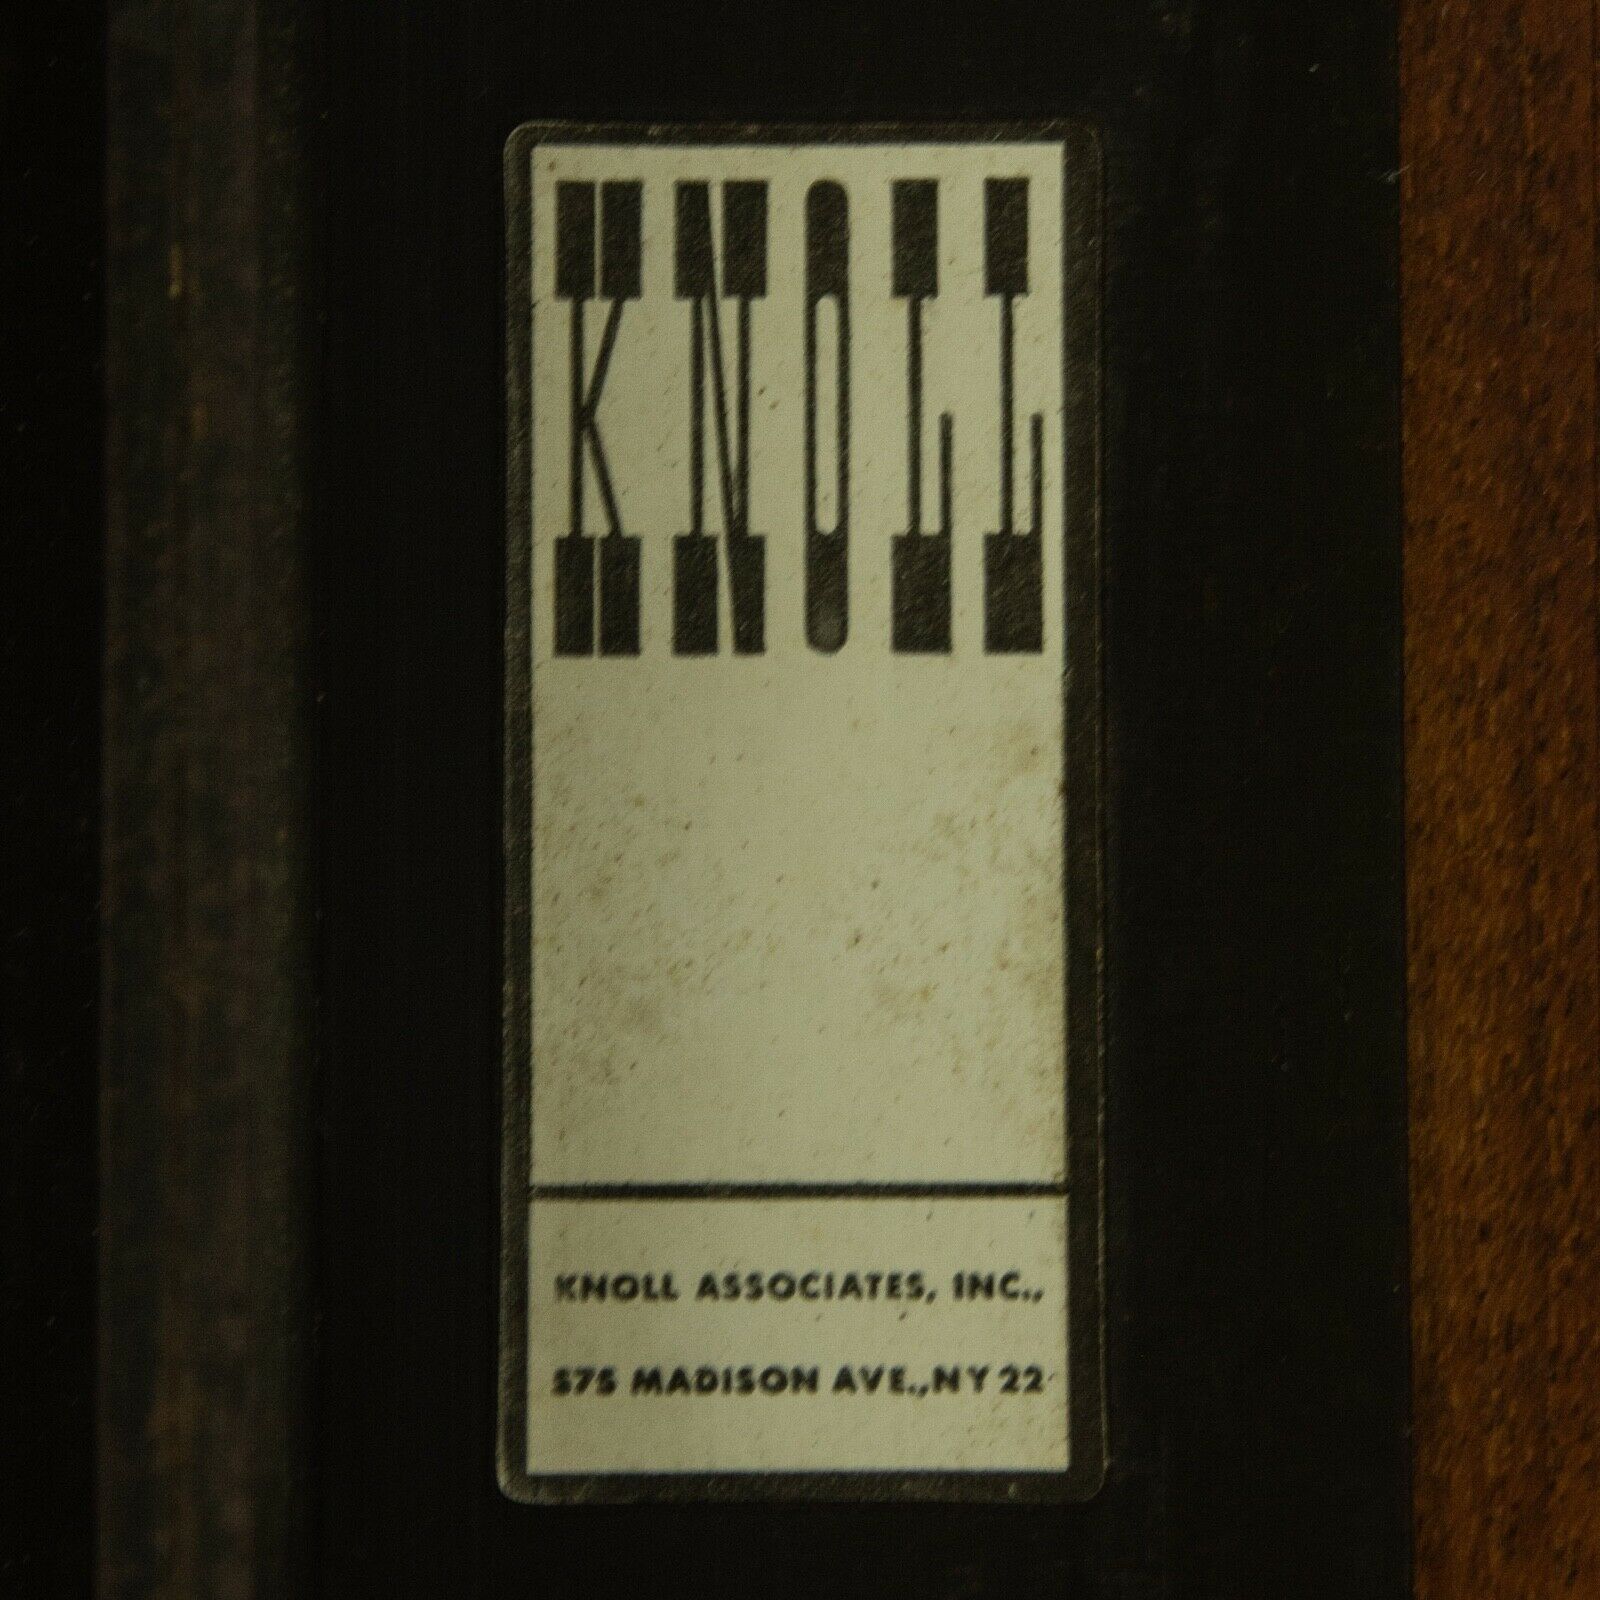 KNOLL
KNOLL ASSOCIATES, INC.,
575 MADISON AVE.,NY 22